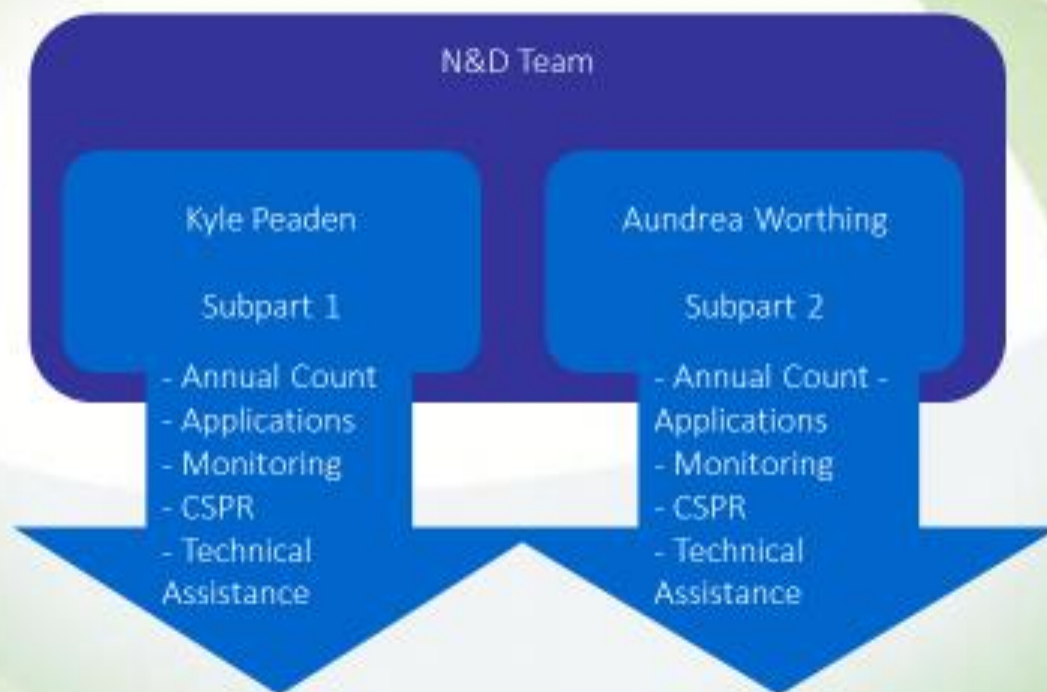 N&D Team
Kyle Peaden
Subpart 1
- Annual Count
- Applications
- Monitoring
- CSPR
- Technical
Assistance
Aundrea Worthing
Subpart 2
- Annual Count -
Applications
- Monitoring
- CSPR
- Technical
Assistance